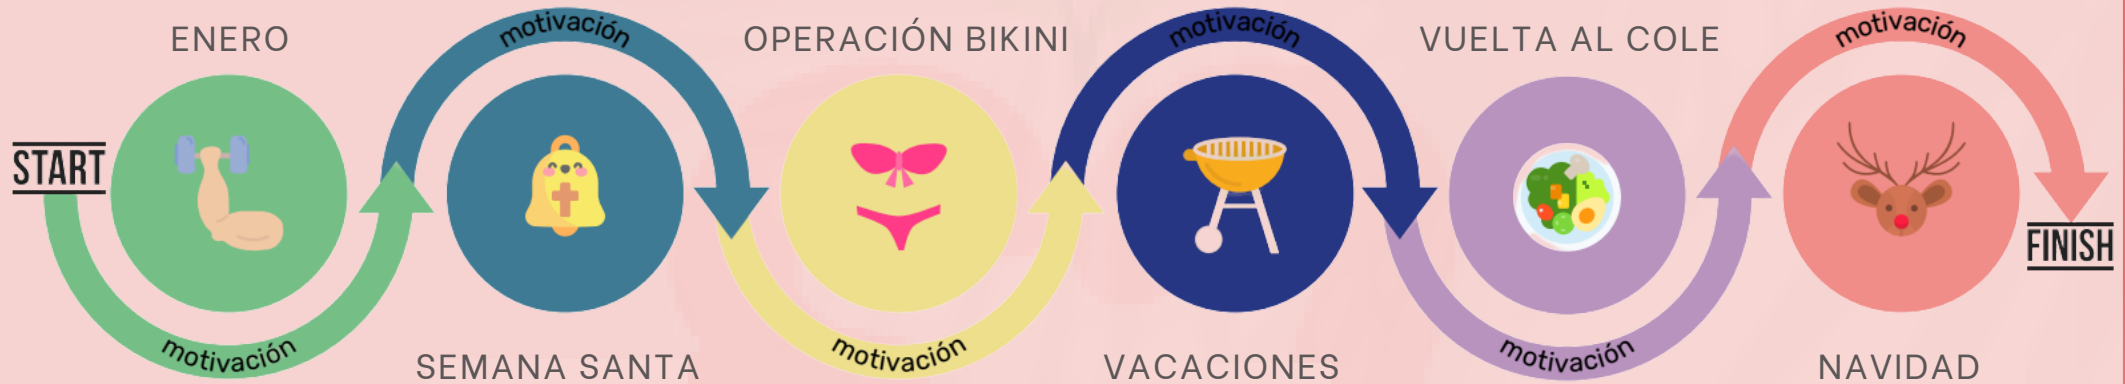 START
ENERO
motivación
motivación
SEMANA SANTA
OPERACIÓN BIKINI
motivación
motivación
VACACIONES
VUELTA AL COLE
motivación
motivación
NAVIDAD
FINISH